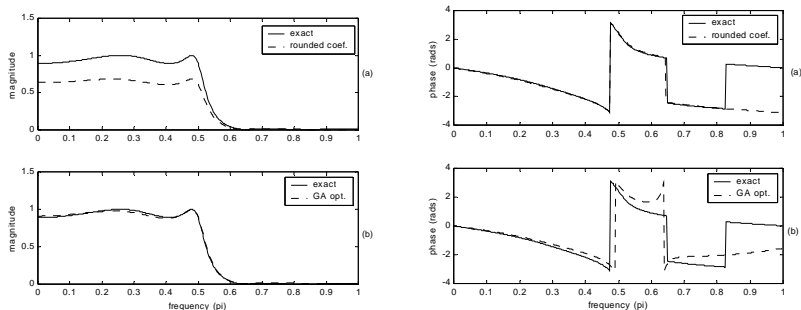 1.5
1
0.5
0
magnitude
exact
rounded coef.
(a)
0 0.1 0.2 0.3 0.4 0.5 0.6 0.7 0.8 0.9 1
1.5
1
0.5
0
magnitude
exact
GA opt.
(b)
0 0.1 0.2 0.3 0.4 0.5 0.6 0.7 0.8 0.9 1
frequency (pi)
4
2
0
-2
-4
phase (rads)
exact
rounded coef.
(a)
0 0.1 0.2 0.3 0.4 0.5 0.6 0.7 0.8 0.9 1
4
2
0
-2
-4
phase (rads)
exact
GA opt.
(b)
0 0.1 0.2 0.3 0.4 0.5 0.6 0.7 0.8 0.9 1
frequency (pi)